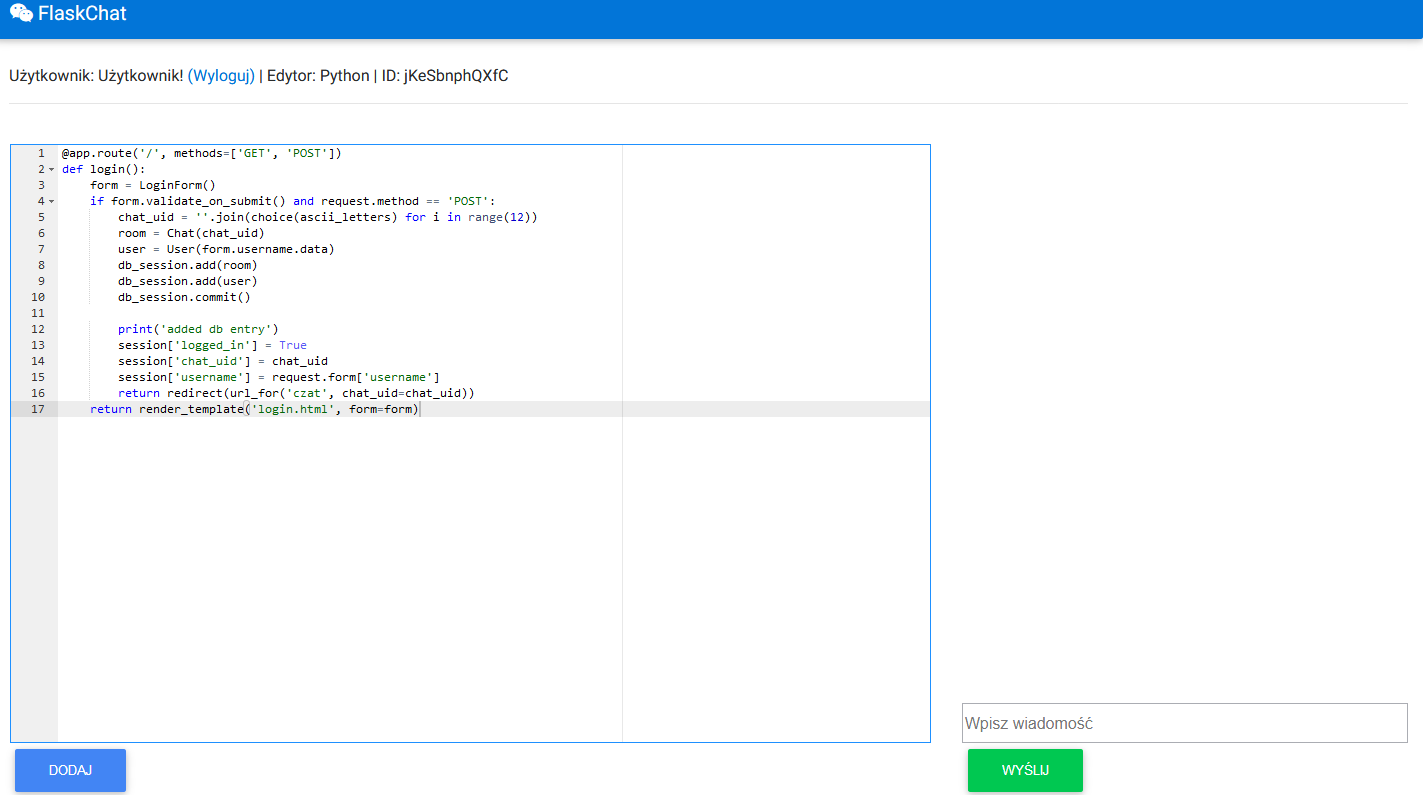 FlaskChat
Użytkownik: Użytkownik! (Wyloguj) | Edytor: Python | ID: jKeSbnphQXfC
1 @app.route('/', methods=['GET', 'POST'])
2 def login():
3     form = LoginForm()
4     if form.validate_on_submit() and request.method == 'POST':
5         chat_uid = ''.join(choice(ascii_letters) for i in range(12))
6         room = Chat(chat_uid)
7         user = User(form.username.data)
8         db_session.add(room)
9         db_session.add(user)
10         db_session.commit()
11
12         print('added db entry')
13         session['logged_in'] = True
14         session['chat_uid'] = chat_uid
15         session['username'] = request.form['username']
16         return redirect(url_for('czat', chat_uid=chat_uid))
17     return render_template('login.html', form=form)
Wpisz wiadomość
DODAJ
WYŚLIJ